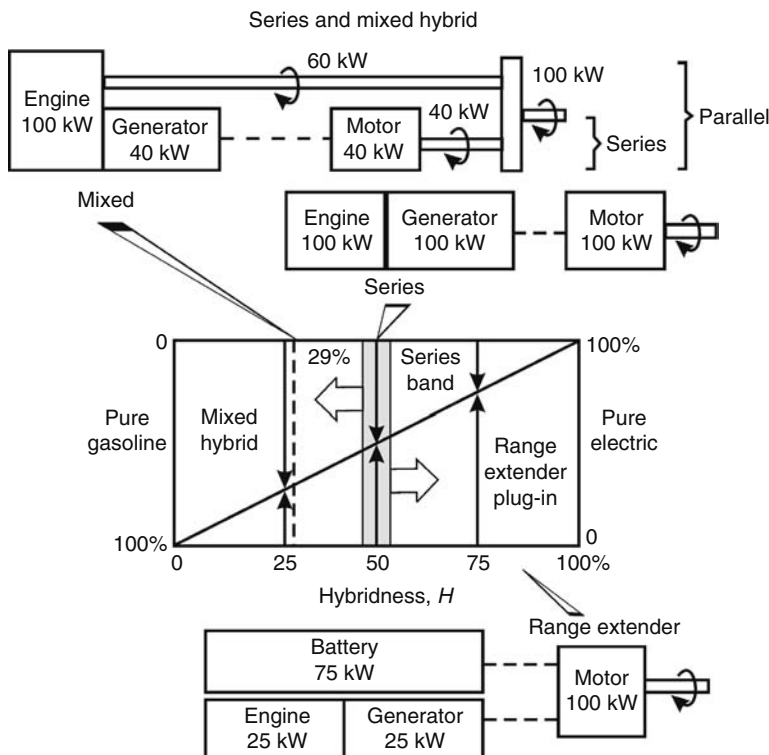 Series and mixed hybrid
60 kW
100 kW
Engine
100 kW
Generator
40 kW
Motor
40 kW
40 kW
Series
Parallel
Mixed
Engine
100 kW
Generator
100 kW
Motor
100 kW
Series
0
29%
Series
band
100%
Pure
gasoline
Mixed
hybrid
Range
extender
plug-in
Pure
electric
100%
0
0
25
50
75
100%
Hybridness, H
Range extender
Battery
75 kW
Motor
100 kW
Engine
25 kW
Generator
25 kW